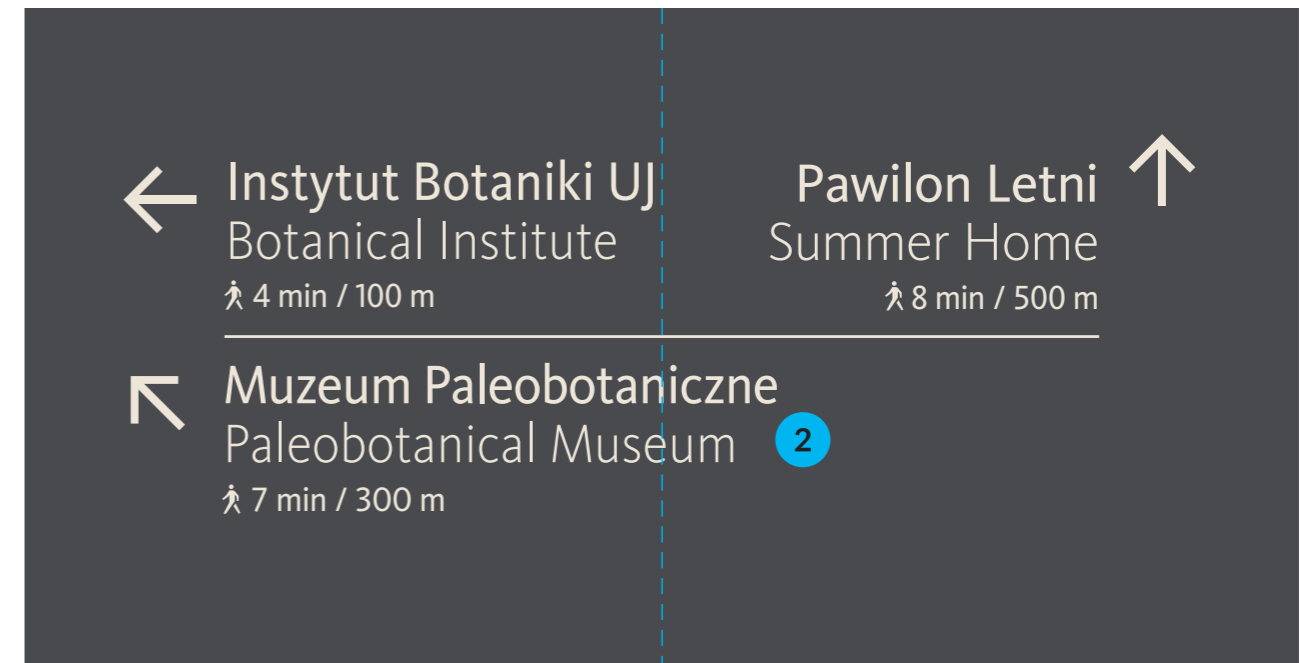 Instytut Botaniki UJ
Botanical Institute
4 min / 100 m
Pawilon Letni
Summer Home
8 min / 500 m
Muzeum Paleobotaniczne
Paleobotanical Museum
2
7 min / 300 m